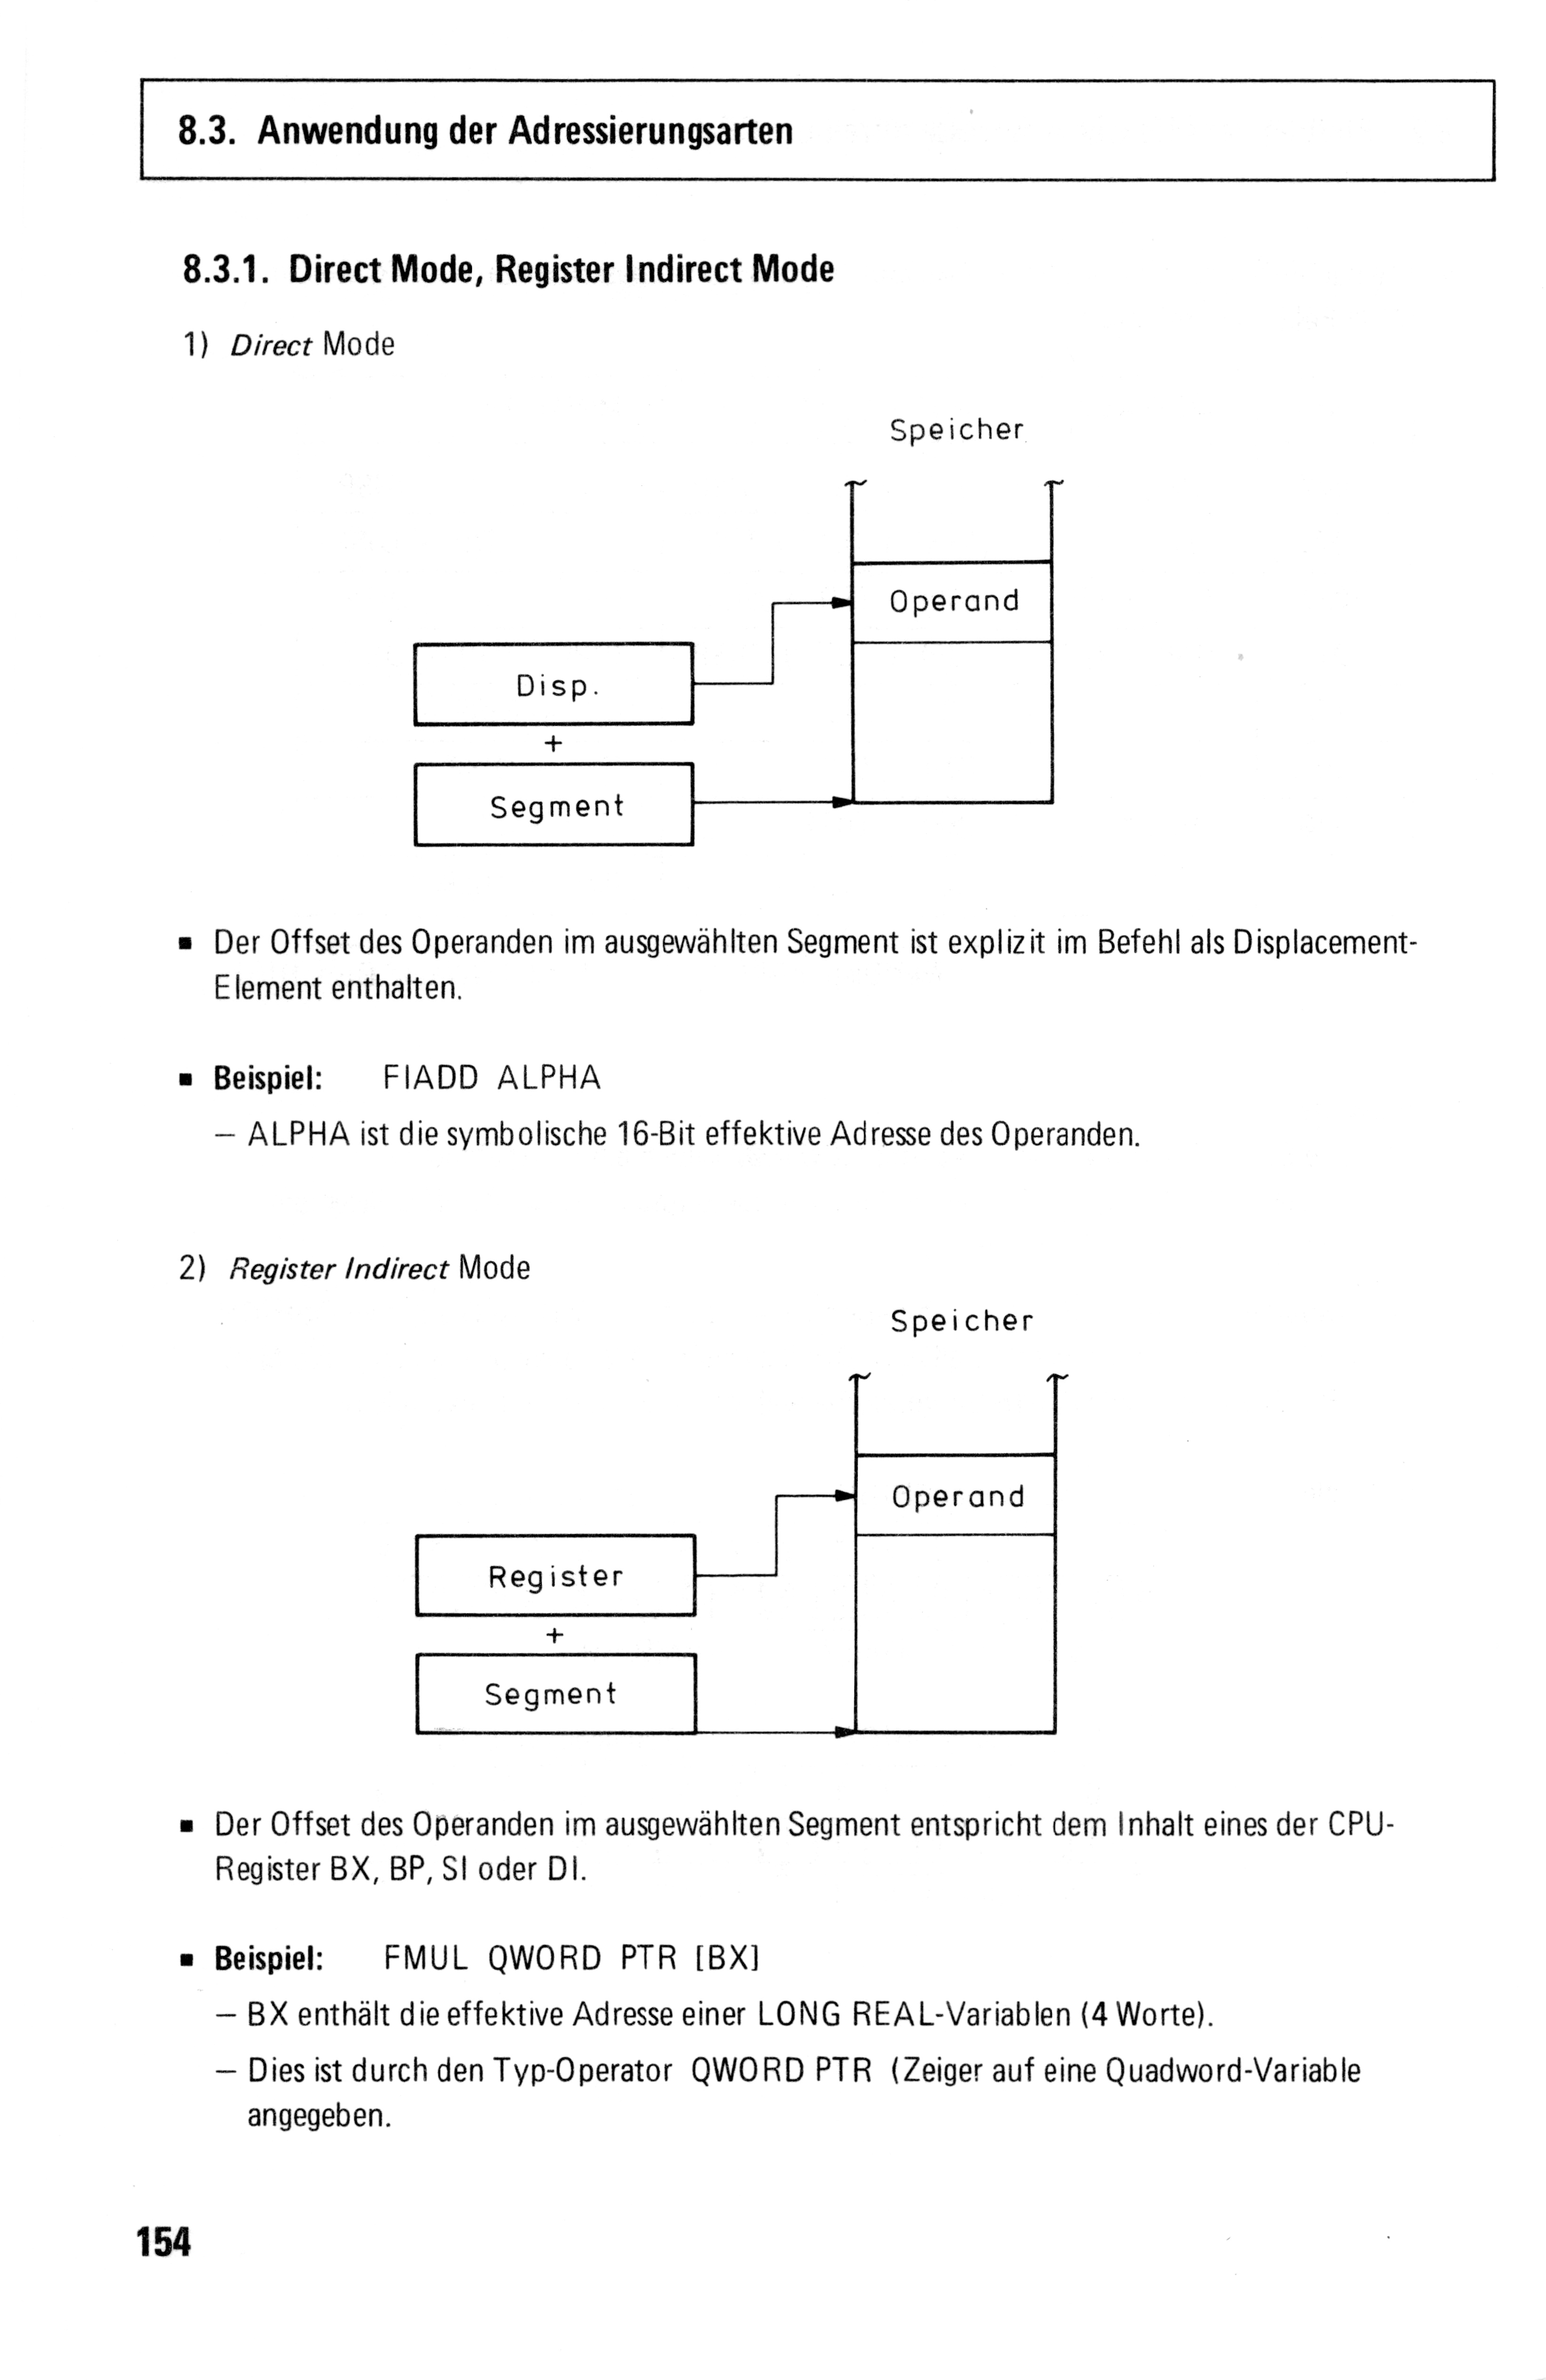 8.3. Anwendung der Adressierungsarten
8.3.1. Direct Mode, Register Indirect Mode
1) Direct Mode
Speicher
Operand
Disp.
+
Segment
▪ Der Offset des Operanden im ausgewählten Segment ist explizit im Befehl als Displacement-
Element enthalten.
▪ Beispiel: FIADD ALPHA
— ALPHA ist die symbolische 16-Bit effektive Adresse des Operanden.
2) Register Indirect Mode
Speicher
Operand
Register
+
Segment
▪ Der Offset des Operanden im ausgewählten Segment entspricht dem Inhalt eines der CPU-
Register BX, BP, SI oder DI.
▪ Beispiel: FMUL QWORD PTR [BX]
— BX enthält die effektive Adresse einer LONG REAL-Variablen (4 Worte).
— Dies ist durch den Typ-Operator QWORD PTR (Zeiger auf eine Quadword-Variable
angegeben.
154